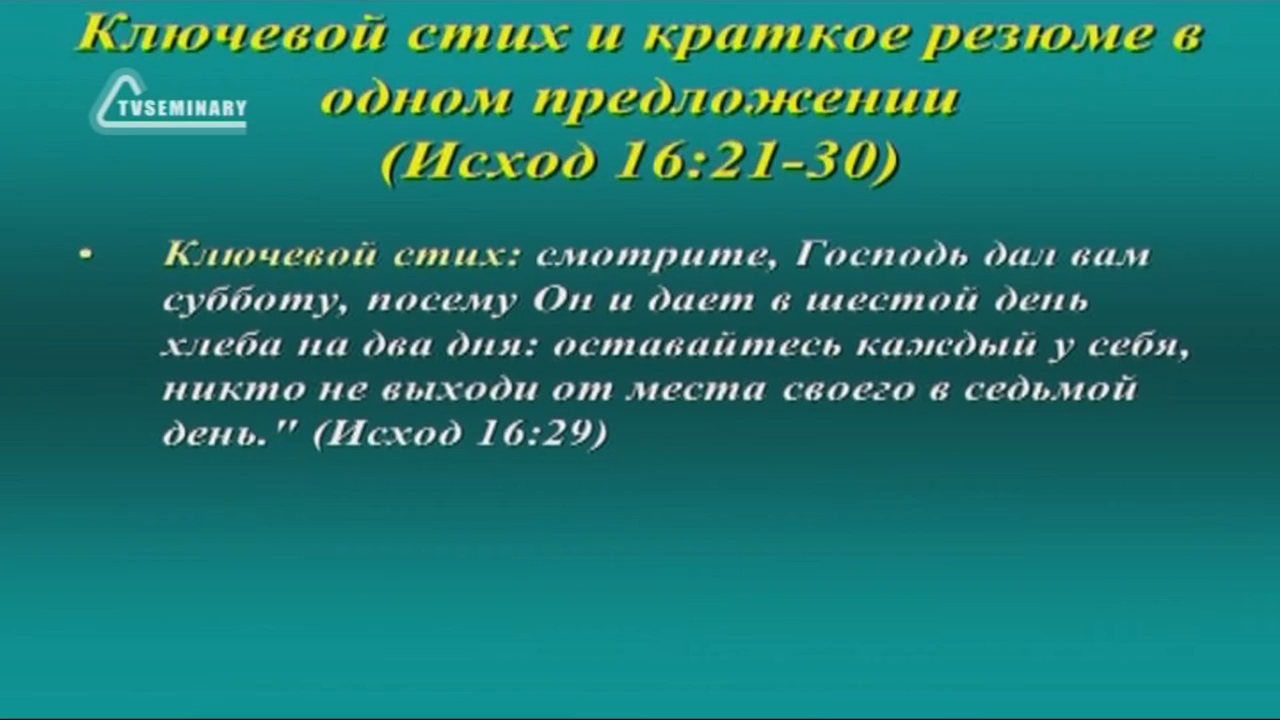 Ключевой стих и краткое резюме в
одном предложении
(Исход 16:21-30)
TVSEMINARY
• Ключевой стих: смотрите, Господь дал вам
субботу, посему Он и дает в шестой день
хлеба на два дня: оставайтесь каждый у себя,
никто не выходи от места своего в седьмой
день." (Исход 16:29)